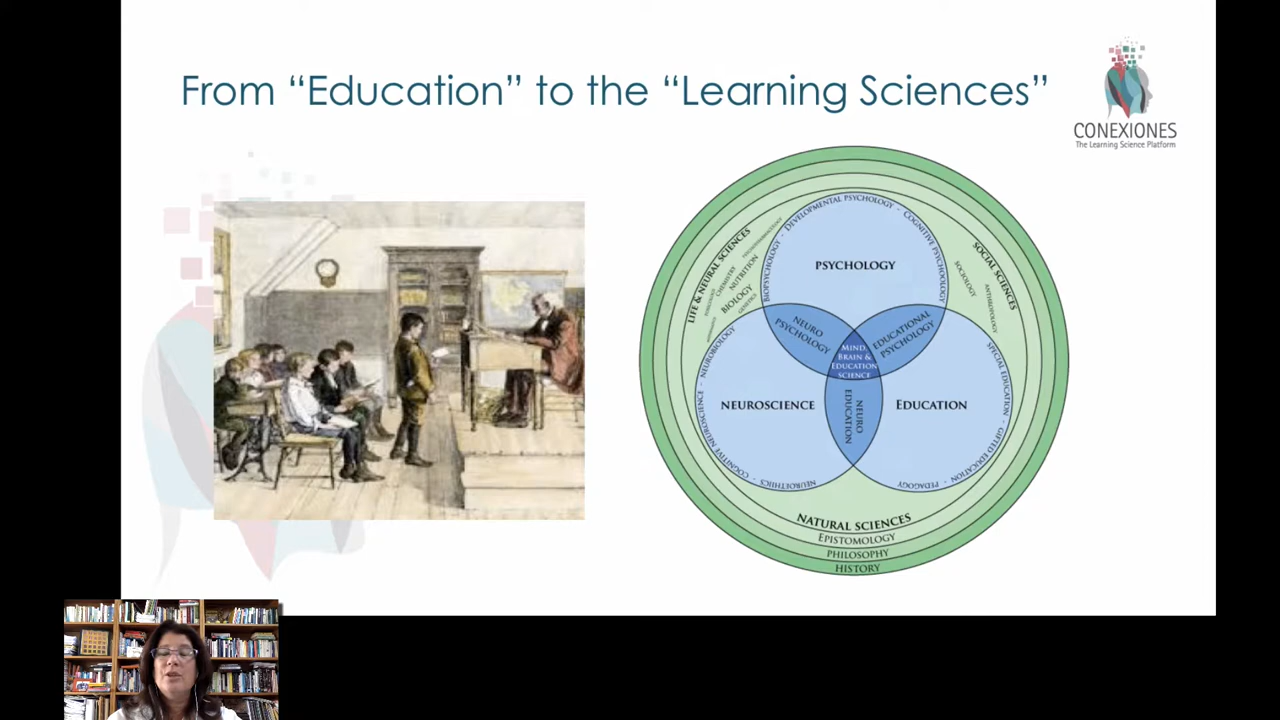 From “Education” to the “Learning Sciences”
CONEXIONES
The Learning Science Platform
DEVELOPMENTAL PSYCHOLOGY - COGNITIVE PSYCHOLOGY
BIOPSYCHOLOGY -
PSYCHOLOGY
LIFE & NEURAL SCIENCES
CHEMISTRY
NUTRITION
BIOLOGY
GENETICS
SOCIAL SCIENCES
SOCIOLOGY
ANTHROPOLOGY
NEURO
PSYCHOLOGY
EDUCATIONAL
PSYCHOLOGY
MIND,
BRAIN &
EDUCATION
SCIENCE
NEUROSCIENCE
EDUCATION
NEURO
EDUCATION
NEUROETHICS - COGNITIVE NEUROSCIENCE - NEUROBIOLOGY
SPECIAL EDUCATION - GIFTED EDUCATION - PEDAGOGY
NATURAL SCIENCES
EPISTOMOLOGY
PHILOSOPHY
HISTORY